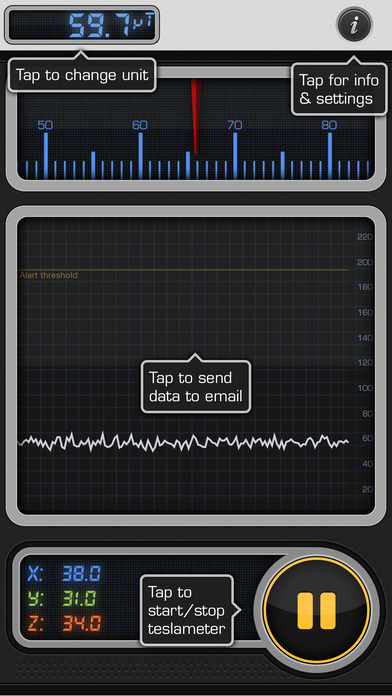 59.7 µT
i
Tap to change unit
Tap for info
& settings
50 60 70 80
220
200
Alert threshold
180
160
140
120
100
80
60
40
20
Tap to send
data to email
X: 38.0
Y: 31.0
Z: 34.0
Tap to
start/stop
teslameter